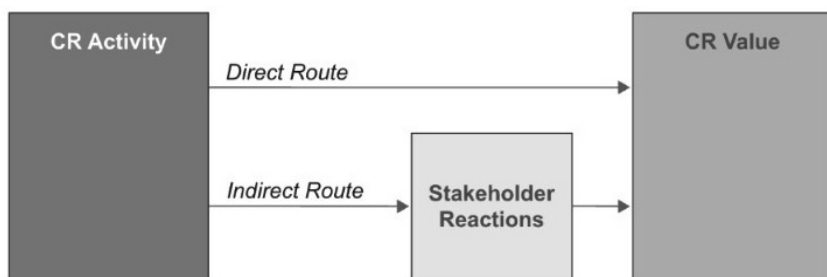 CR Activity
CR Value
Direct Route
Indirect Route
Stakeholder
Reactions